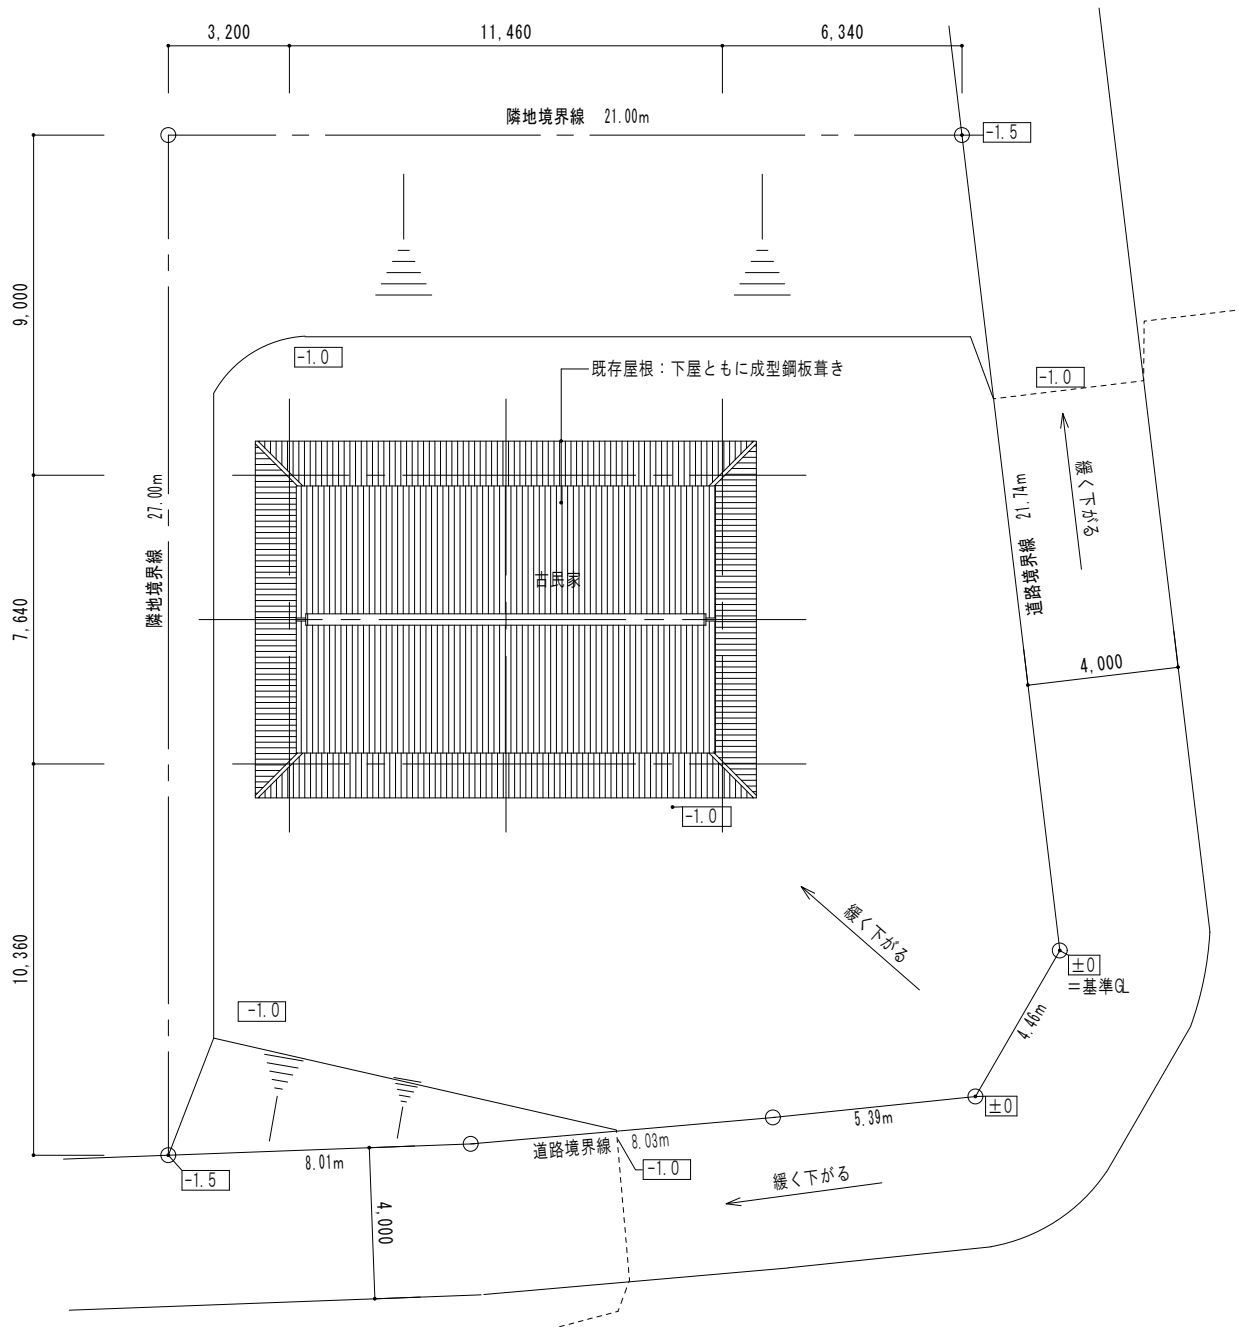 3,200
11,460
6,340
隣地境界線　21.00m
-1.5
9,000
-1.0
既存屋根：下屋ともに成型鋼板葺き
-1.0
緩く下がる
隣地境界線　27.00m
道路境界線　21.74m
古民家
7,640
4,000
-1.0
緩く下がる
10,360
±0
＝基準GL
-1.0
4.46m
±0
5.39m
道路境界線
8.03m
8.01m
-1.0
-1.5
緩く下がる
4,000